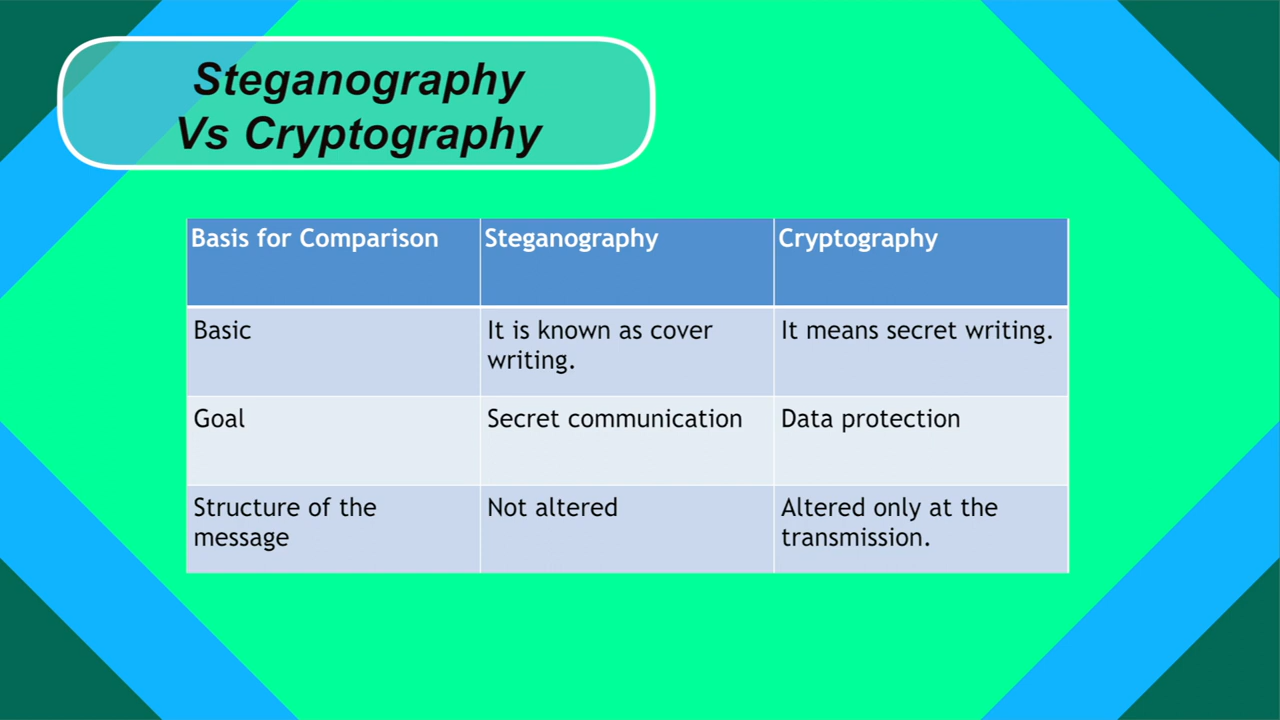 Steganography
Vs Cryptography
Basis for Comparison
Steganography
Cryptography
Basic
It is known as cover
writing.
It means secret writing.
Goal
Secret communication
Data protection
Structure of the
message
Not altered
Altered only at the
transmission.